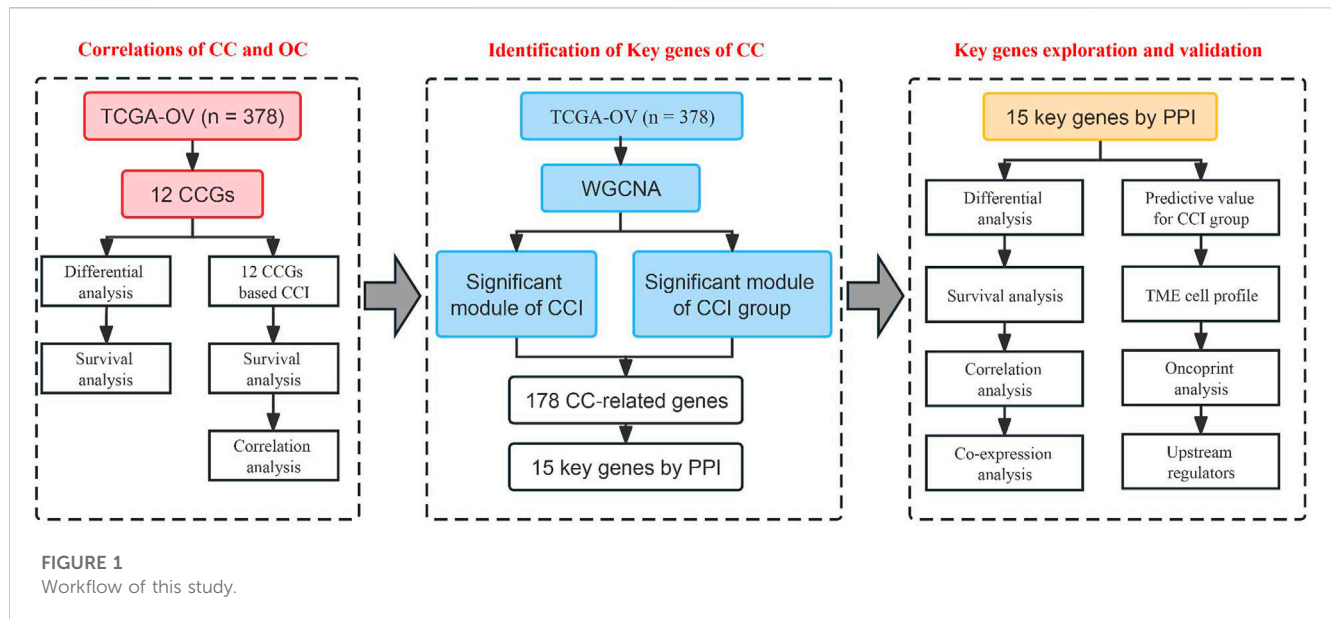 Correlations of CC and OC
TCGA-OV (n = 378)
12 CCGs
Differential
analysis
Survival
analysis
12 CCGs
based CCI
Survival
analysis
Correlation
analysis
Identification of Key genes of CC
TCGA-OV (n = 378)
WGCNA
Significant
module of CCI
Significant module
of CCI group
178 CC-related genes
15 key genes by PPI
Key genes exploration and validation
15 key genes by PPI
Differential
analysis
Survival analysis
Correlation
analysis
Co-expression
analysis
Predictive value
for CCI group
TME cell profile
Oncoprint
analysis
Upstream
regulators
FIGURE 1
Workflow of this study.